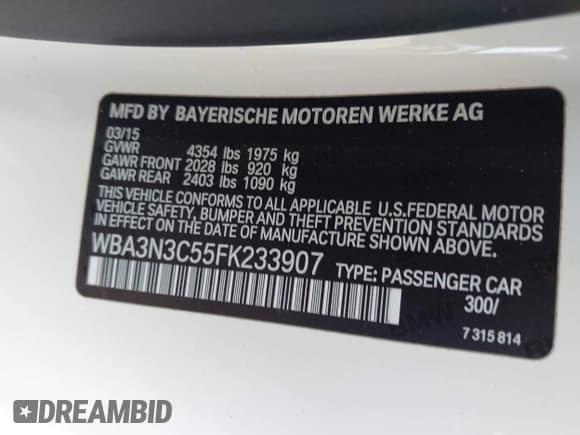 MFD BY BAYERISCHE MOTOREN WERKE AG
03/15
GVWR 4354 lbs 1975 kg
GAWR FRONT 2028 lbs 920 kg
GAWR REAR 2403 lbs 1090 kg
THIS VEHICLE CONFORMS TO ALL APPLICABLE U.S.FEDERAL MOTOR
VEHICLE SAFETY, BUMPER AND THEFT PREVENTION STANDARDS
IN EFFECT ON THE DATE OF MANUFACTURE SHOWN ABOVE.
WBA3N3C55FK233907 TYPE: PASSENGER CAR
300/
BMW
7 315 814
DREAMBID